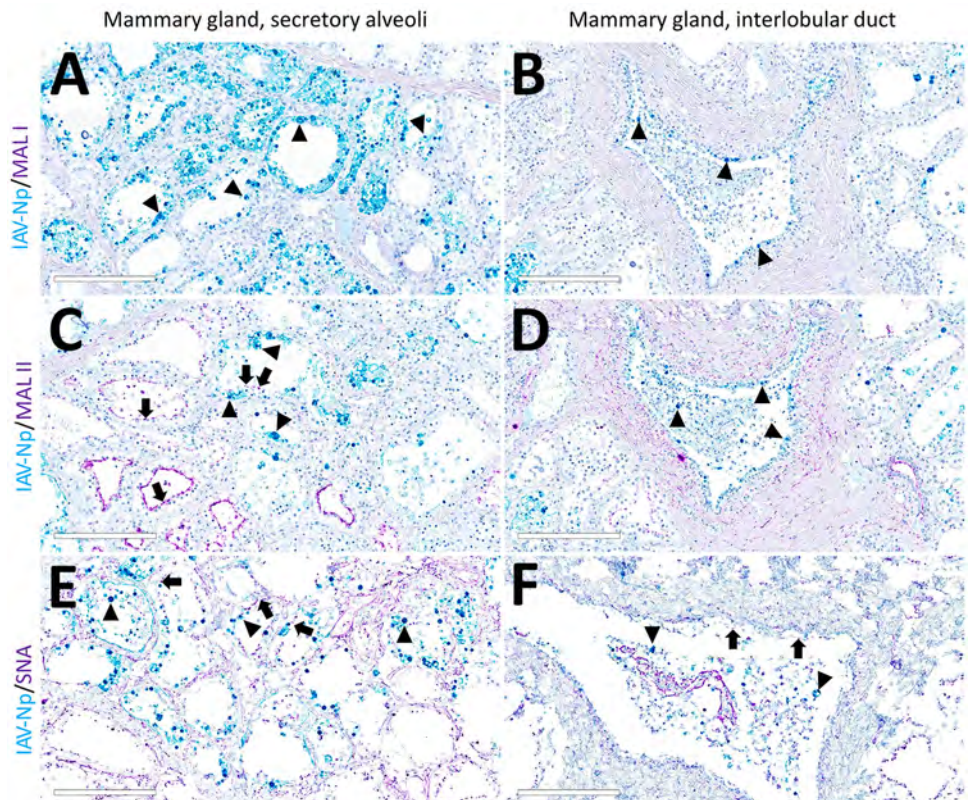 Mammary gland, secretory alveoli
Mammary gland, interlobular duct
IAV-Np/MAL I
A
B
IAV-Np/MAL II
C
D
IAV-Np/SNA
E
F